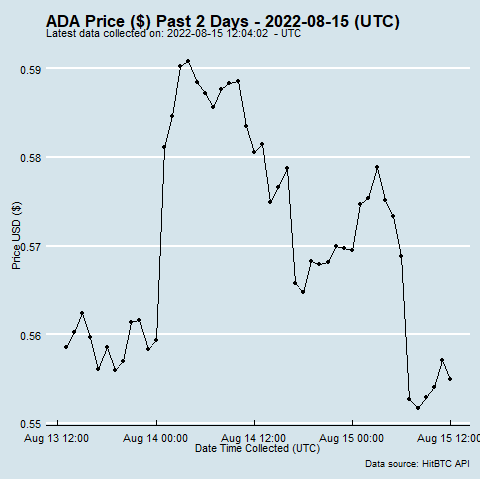 ADA Price ($) Past 2 Days - 2022-08-15 (UTC)
Latest data collected on: 2022-08-15 12:04:02 - UTC
0.59
0.58
0.57
0.56
0.55
Price USD ($)
Aug 13 12:00 Aug 14 00:00 Aug 14 12:00 Aug 15 00:00 Aug 15 12:00
Date Time Collected (UTC)
Data source: HitBTC API